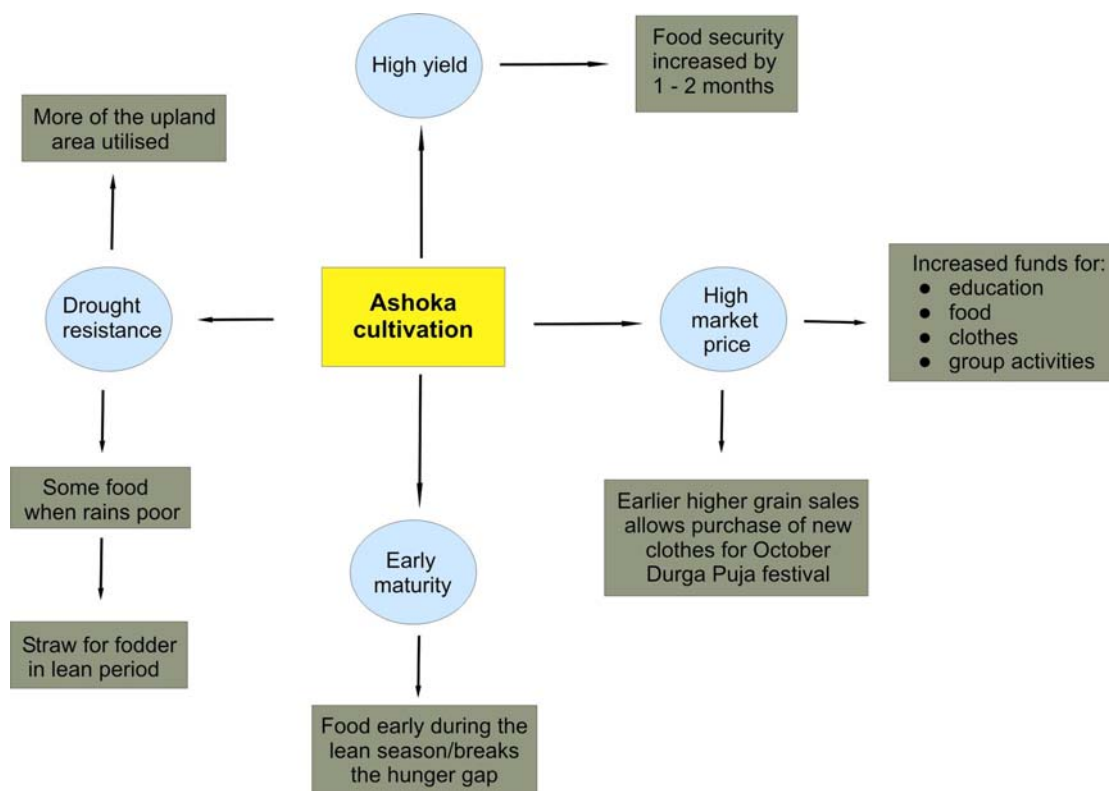 High yield
Food security
increased by
1 - 2 months
More of the upland
area utilised
Drought
resistance
Ashoka
cultivation
High
market
price
Increased funds for:
● education
● food
● clothes
● group activities
Some food
when rains poor
Early
maturity
Earlier higher grain sales
allows purchase of new
clothes for October
Durga Puja festival
Straw for fodder
in lean period
Food early during the
lean season/breaks
the hunger gap